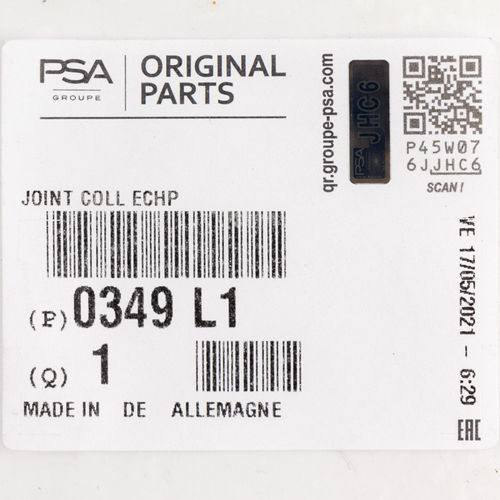 PSA
GROUPE
ORIGINAL
PARTS
qr.groupe-psa.com
PSA JHC6
P45W07
6JJHC6
SCAN!
JOINT COLL ECHP
(P) 0349 L1
(Q) 1
MADE IN DE ALLEMAGNE
VE 17/05/2021 - 6:29
EAC